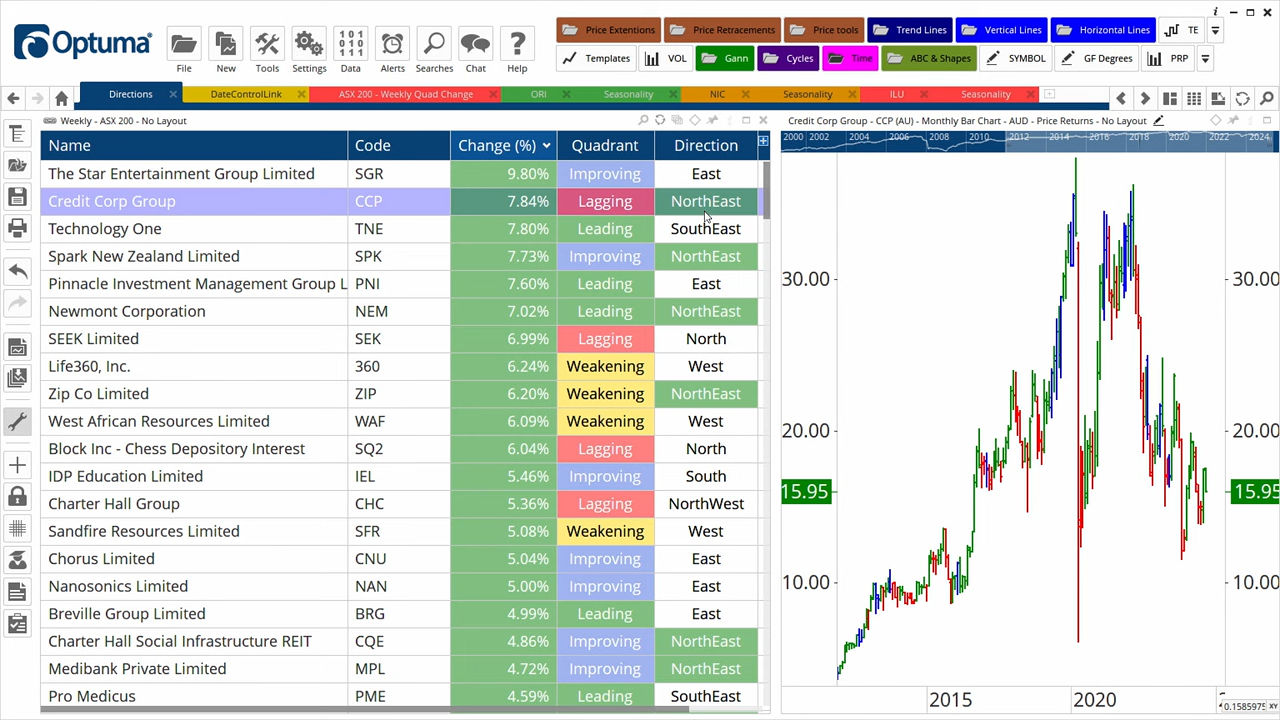 i
Optuma
File
New
Tools
Settings
Data
Alerts
Searches
Chat
Help
Price Extentions
Price Retracements
Price tools
Trend Lines
Vertical Lines
Horizontal Lines
TE
Templates
VOL
Gann
Cycles
Time
ABC & Shapes
SYMBOL
GF Degrees
PRP
Directions
DateControlLink
ASX 200 - Weekly Quad Change
ORI
Seasonality
NIC
Seasonality
ILU
Seasonality
Weekly - ASX 200 - No Layout
Name Code Change (%) Quadrant Direction
The Star Entertainment Group Limited SGR 9.80% Improving East
Credit Corp Group CCP 7.84% Lagging NorthEast
Technology One TNE 7.80% Leading SouthEast
Spark New Zealand Limited SPK 7.73% Improving NorthEast
Pinnacle Investment Management Group L PNI 7.60% Leading East
Newmont Corporation NEM 7.02% Leading NorthEast
SEEK Limited SEK 6.99% Lagging North
Life360, Inc. 360 6.24% Weakening West
Zip Co Limited ZIP 6.20% Weakening NorthEast
West African Resources Limited WAF 6.09% Weakening West
Block Inc - Chess Depository Interest SQ2 6.04% Lagging North
IDP Education Limited IEL 5.46% Improving South
Charter Hall Group CHC 5.36% Lagging NorthWest
Sandfire Resources Limited SFR 5.08% Weakening West
Chorus Limited CNU 5.04% Improving East
Nanosonics Limited NAN 5.00% Improving East
Breville Group Limited BRG 4.99% Leading East
Charter Hall Social Infrastructure REIT CQE 4.86% Improving NorthEast
Medibank Private Limited MPL 4.72% Improving NorthEast
Pro Medicus PME 4.59% Leading SouthEast
Credit Corp Group - CCP (AU) - Monthly Bar Chart - AUD - Price Returns - No Layout
2000 2002 2004 2006 2008 2010 2012 2014 2016 2018 2020 2022 2024
30.00 30.00
20.00 20.00
15.95 15.95
10.00 10.00
2015 2020
0.1585975 XY